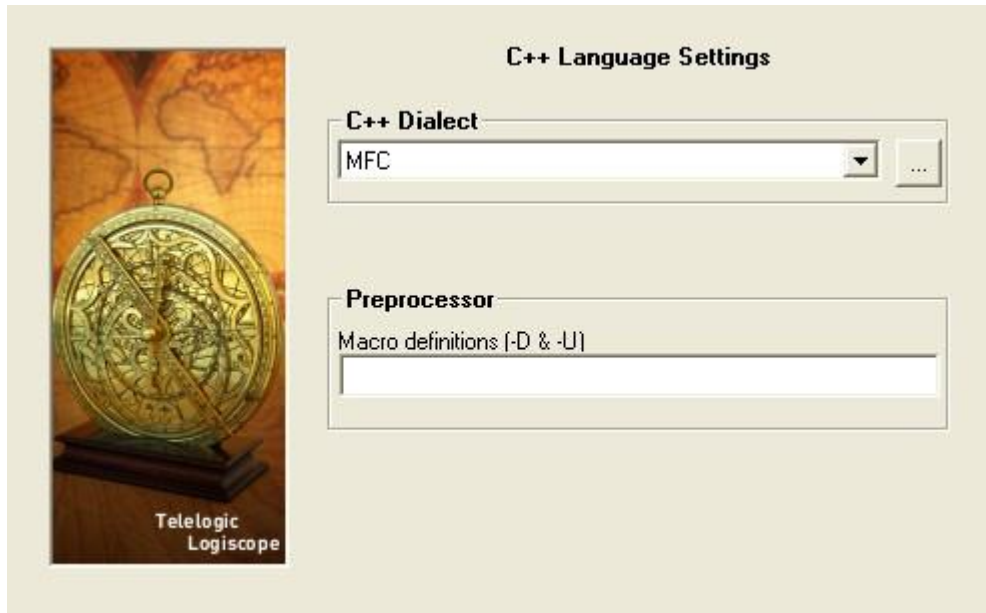 C++ Language Settings
C++ Dialect
MFC
...
Preprocessor
Macro definitions (-D & -U)
Telelogic
Logiscope